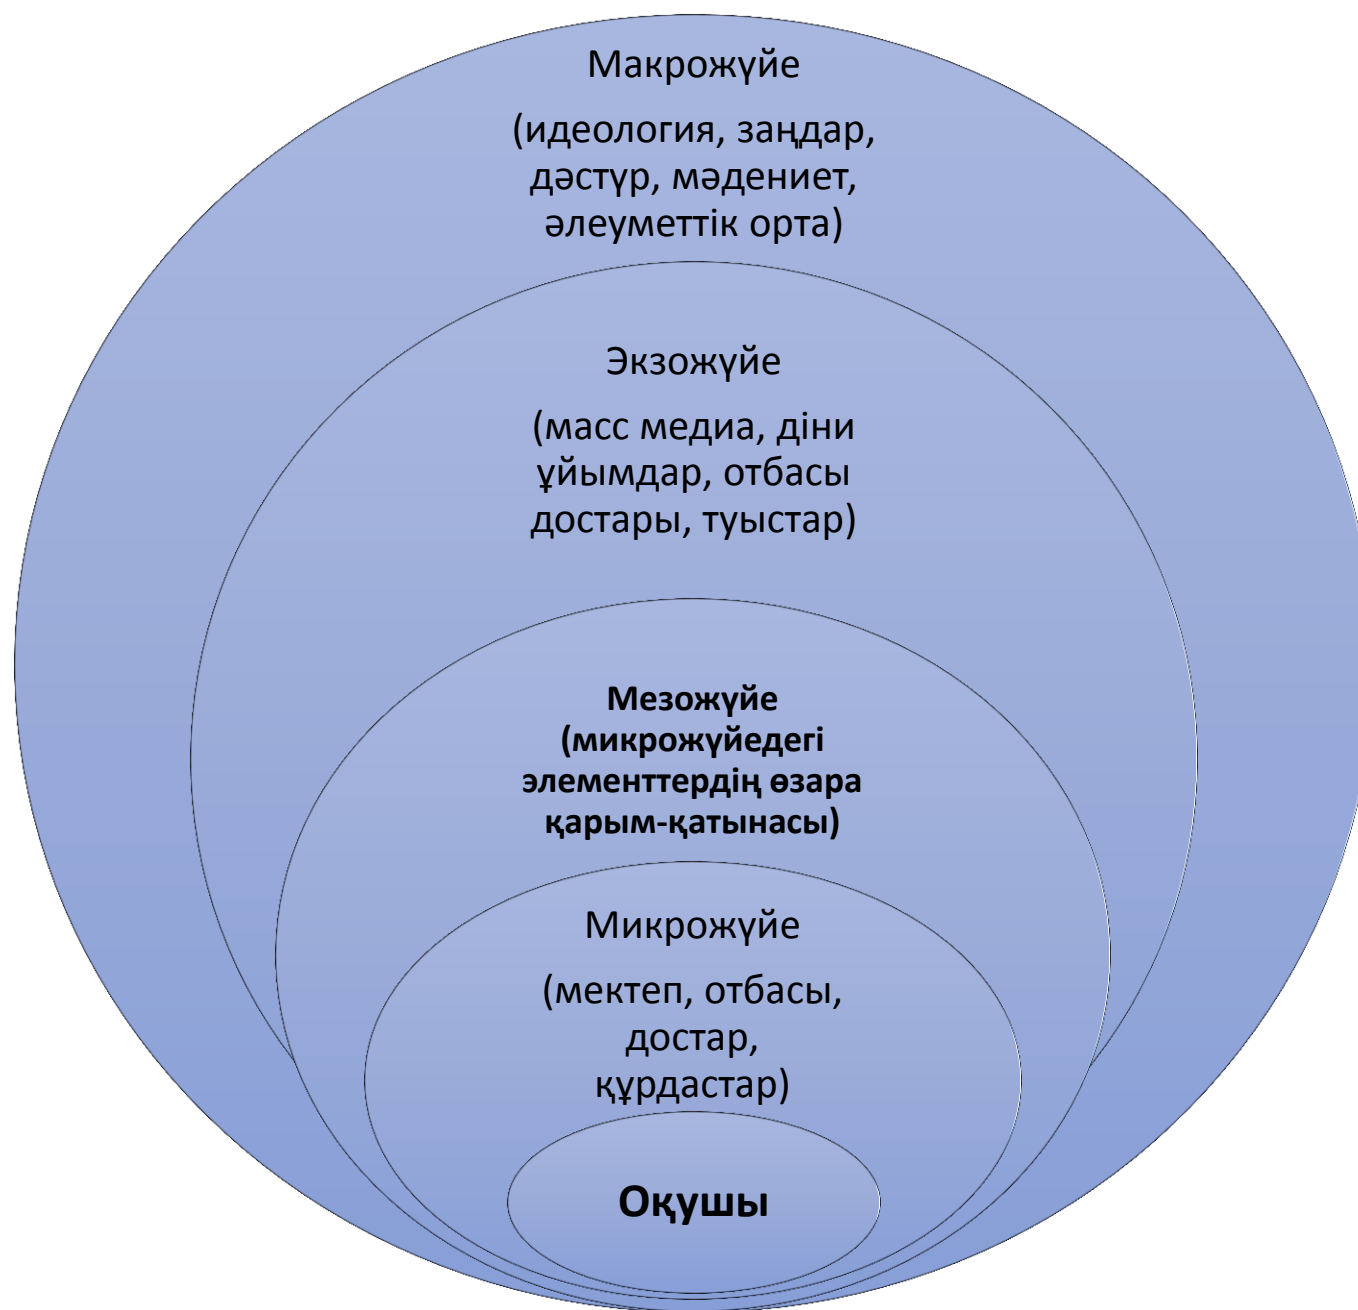 Макрожүйе
(идеология, заңдар,
дәстүр, мәдениет,
әлеуметтік орта)
Экзожүйе
(масс медиа, діни
ұйымдар, отбасы
достары, туыстар)
Мезожүйе
(микрожүйедегі
элементтердің өзара
қарым-қатынасы)
Микрожүйе
(мектеп, отбасы,
достар,
құрдастар)
Оқушы